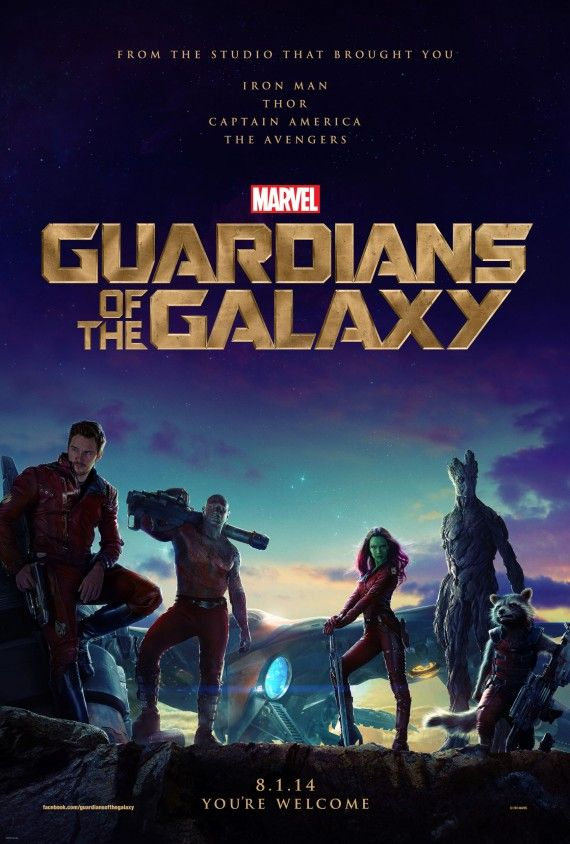 FROM THE STUDIO THAT BROUGHT YOU
IRON MAN
THOR
CAPTAIN AMERICA
THE AVENGERS
MARVEL
GUARDIANS
OF
THE GALAXY
8.1.14
YOU'RE WELCOME
facebook.com/guardiansofthegalaxy